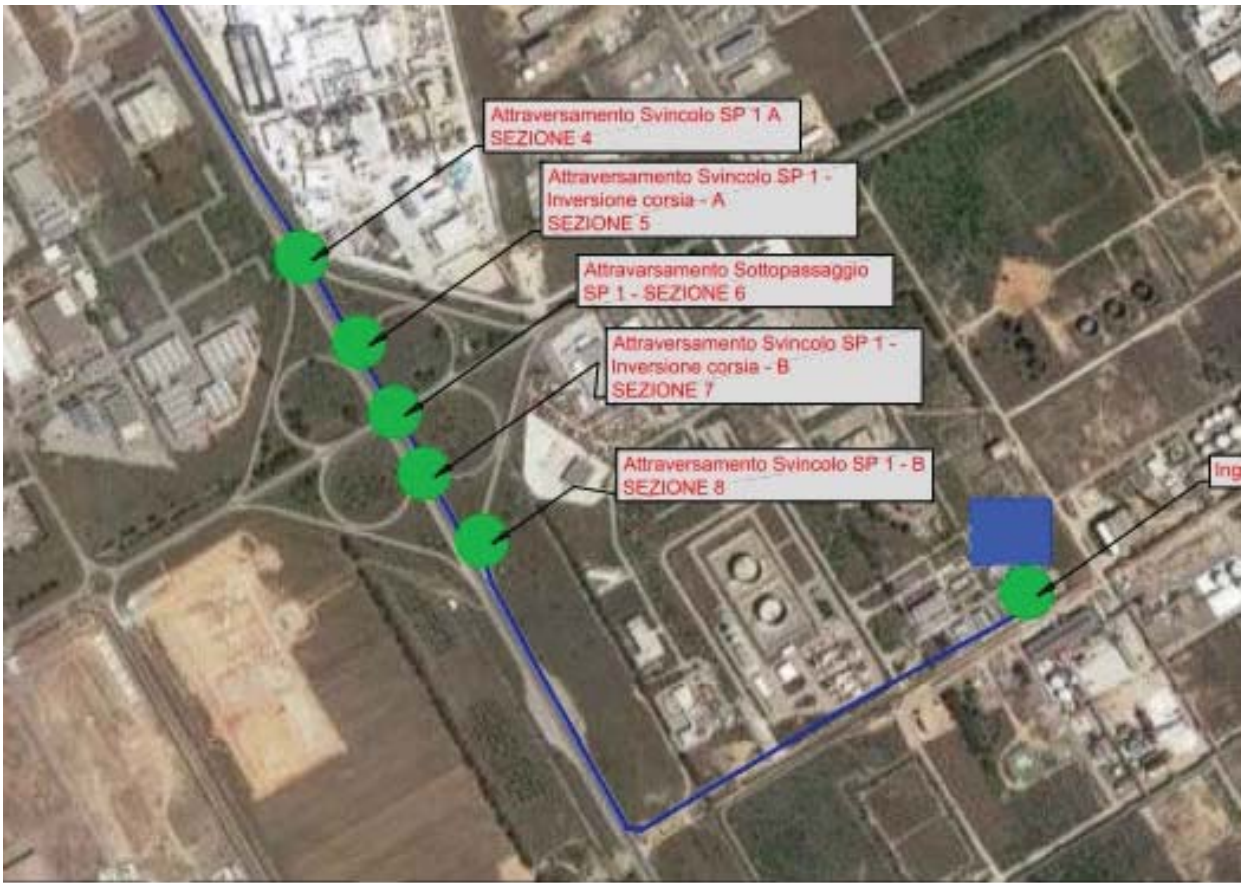 Attraversamento Svincolo SP 1 A
SEZIONE 4
Attraversamento Svincolo SP 1 -
Inversione corsia - A
SEZIONE 5
Attravarsamento Sottopassaggio
SP 1 - SEZIONE 6
Attraversamento Svincolo SP 1 -
Inversione corsia - B
SEZIONE 7
Attraversamento Svincolo SP 1 - B
SEZIONE 8
Ing